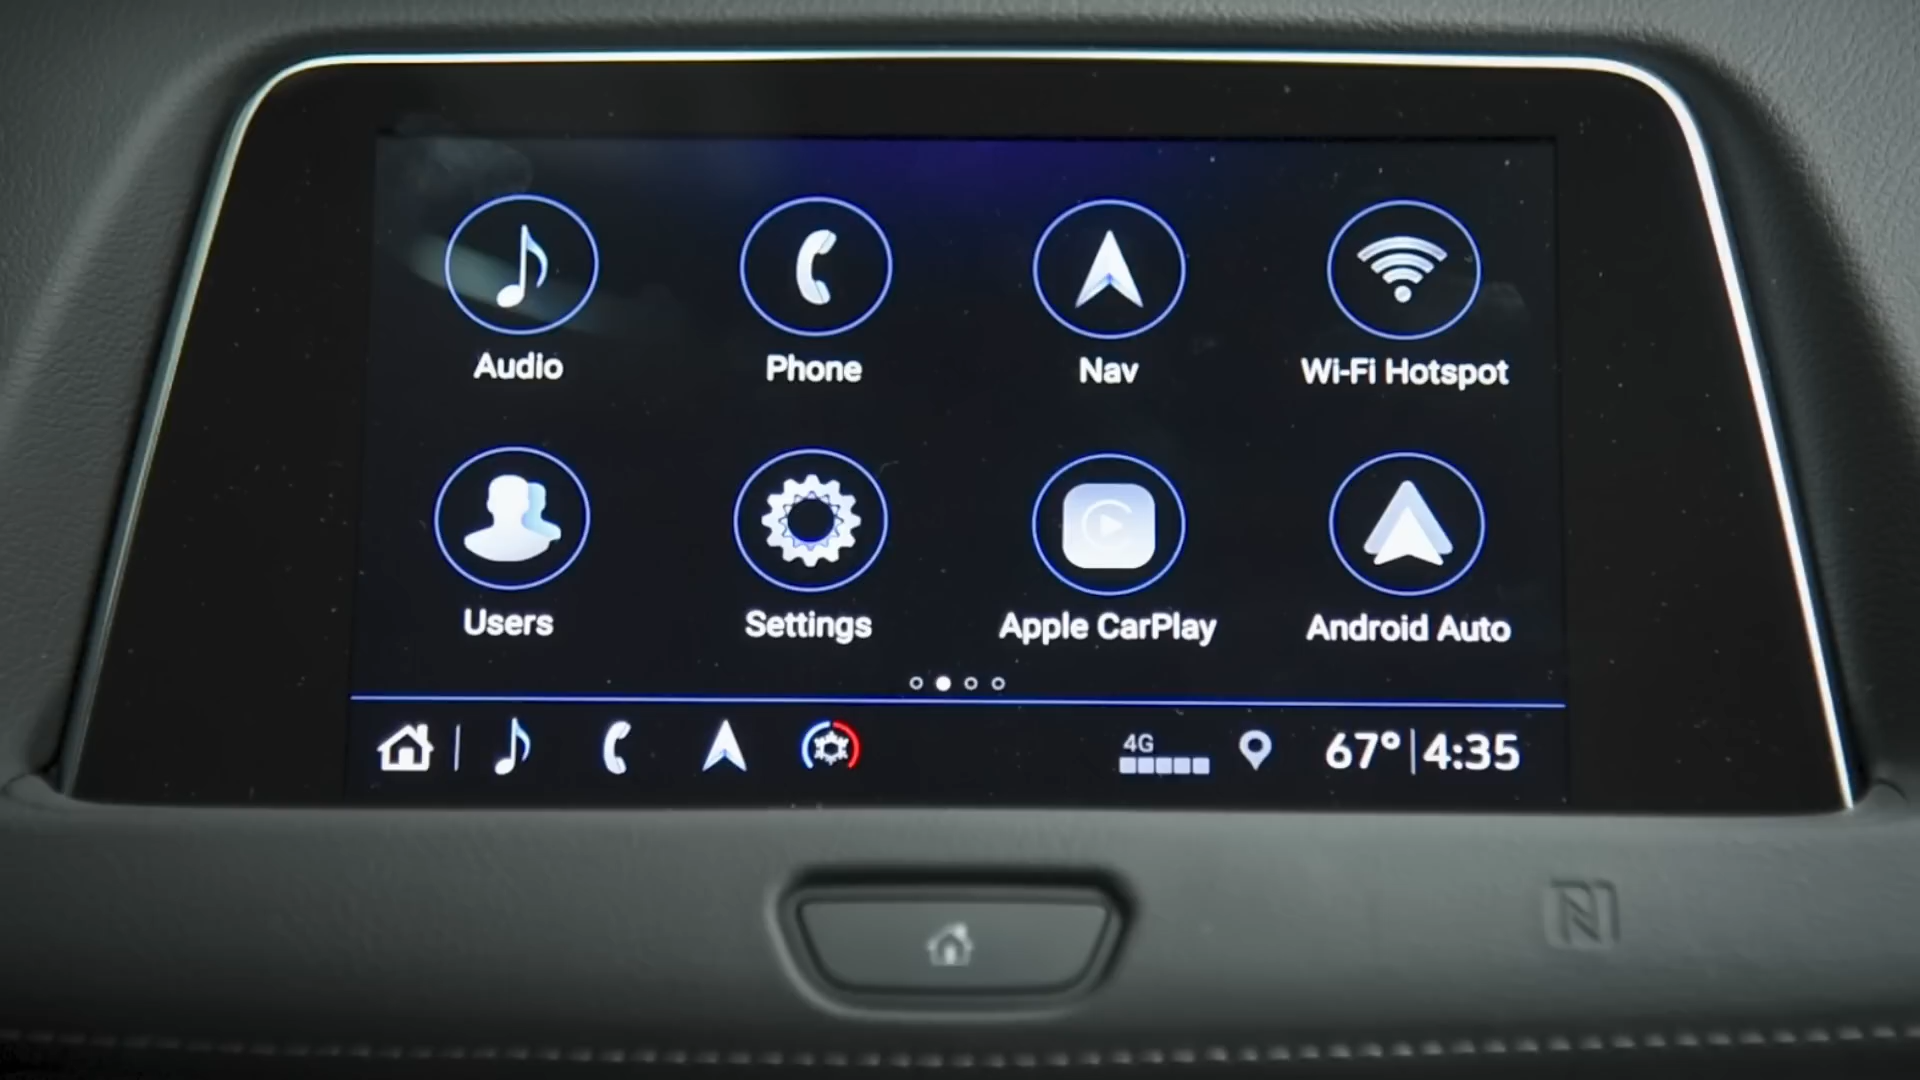 Audio
Phone
Nav
Wi-Fi Hotspot
Users
Settings
Apple CarPlay
Android Auto
4G
67° 4:35